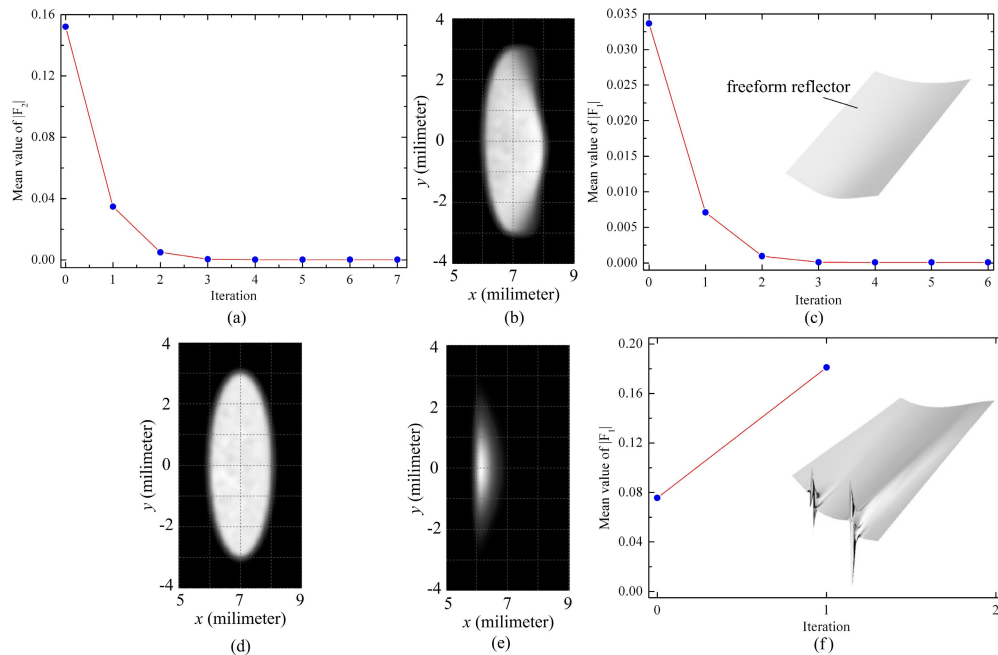 0.16
0.12
0.08
0.04
0.00
Mean value of |F2|
0 1 2 3 4 5 6 7
Iteration
(a)
4
2
0
-2
-4
y (milimeter)
5 7 9
x (milimeter)
(b)
0.035
0.030
0.025
0.020
0.015
0.010
0.005
0.000
Mean value of |F1|
freeform reflector
0 1 2 3 4 5 6
Iteration
(c)
4
2
0
-2
-4
y (milimeter)
5 7 9
x (milimeter)
(d)
4
2
0
-2
-4
y (milimeter)
5 7 9
x (milimeter)
(e)
0.20
0.16
0.12
0.08
0.04
0.00
Mean value of |F1|
0 1 2
Iteration
(f)